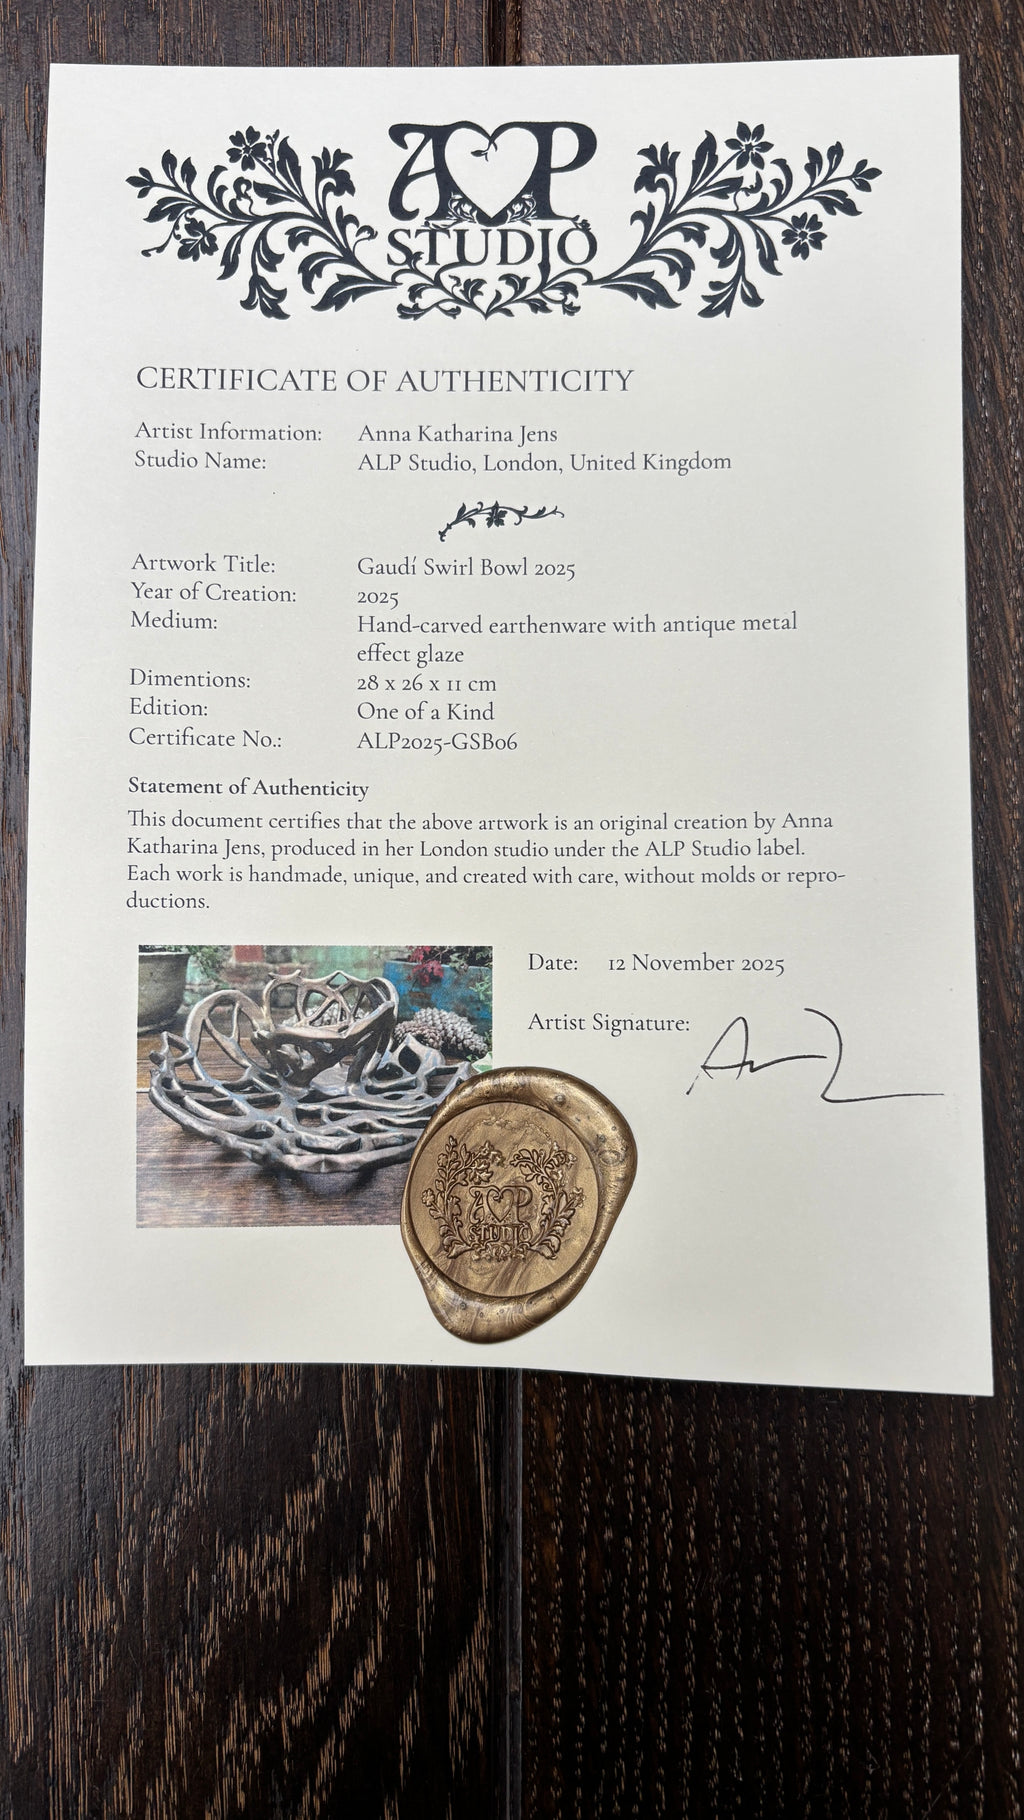 ALP
STUDIO
CERTIFICATE OF AUTHENTICITY
Artist Information: Anna Katharina Jens
Studio Name: ALP Studio, London, United Kingdom
Artwork Title: Gaudí Swirl Bowl 2025
Year of Creation: 2025
Medium: Hand-carved earthenware with antique metal
effect glaze
Dimentions: 28 x 26 x 11 cm
Edition: One of a Kind
Certificate No.: ALP2025-GSB06
Statement of Authenticity
This document certifies that the above artwork is an original creation by Anna
Katharina Jens, produced in her London studio under the ALP Studio label.
Each work is handmade, unique, and created with care, without molds or repro-
ductions.
Date: 12 November 2025
Artist Signature:
ALP
STUDIO